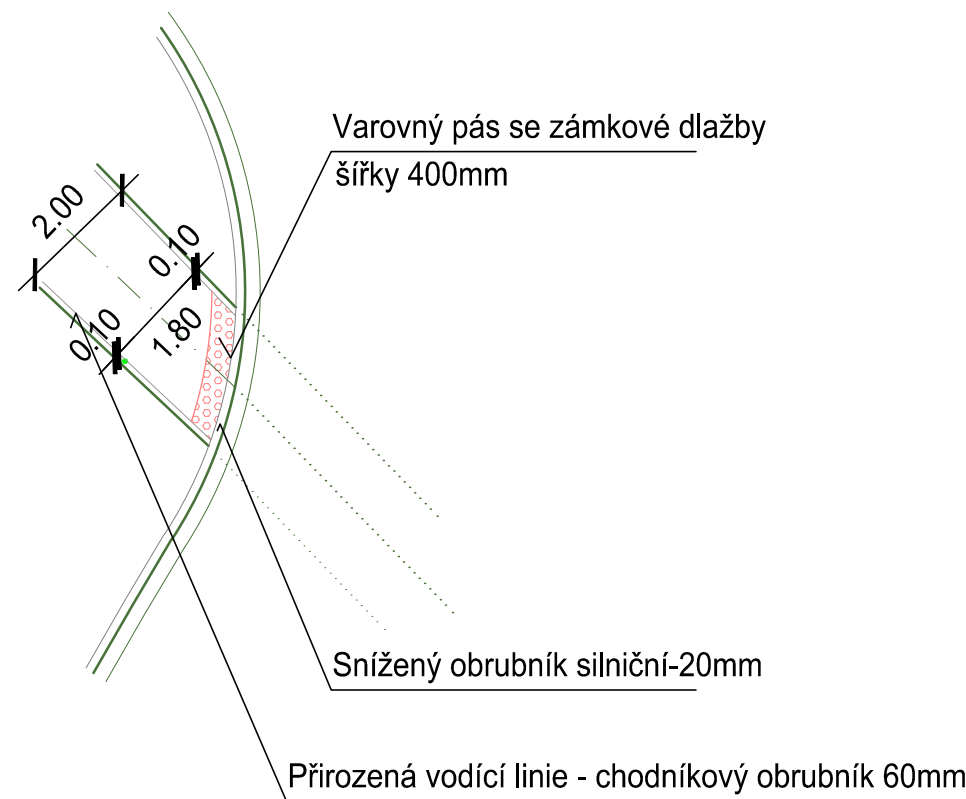 Varovný pás se zámkové dlažby
šířky 400mm
2.00
0.10
1.80
0.10
Snížený obrubník silniční-20mm
Přirozená vodící linie - chodníkový obrubník 60mm